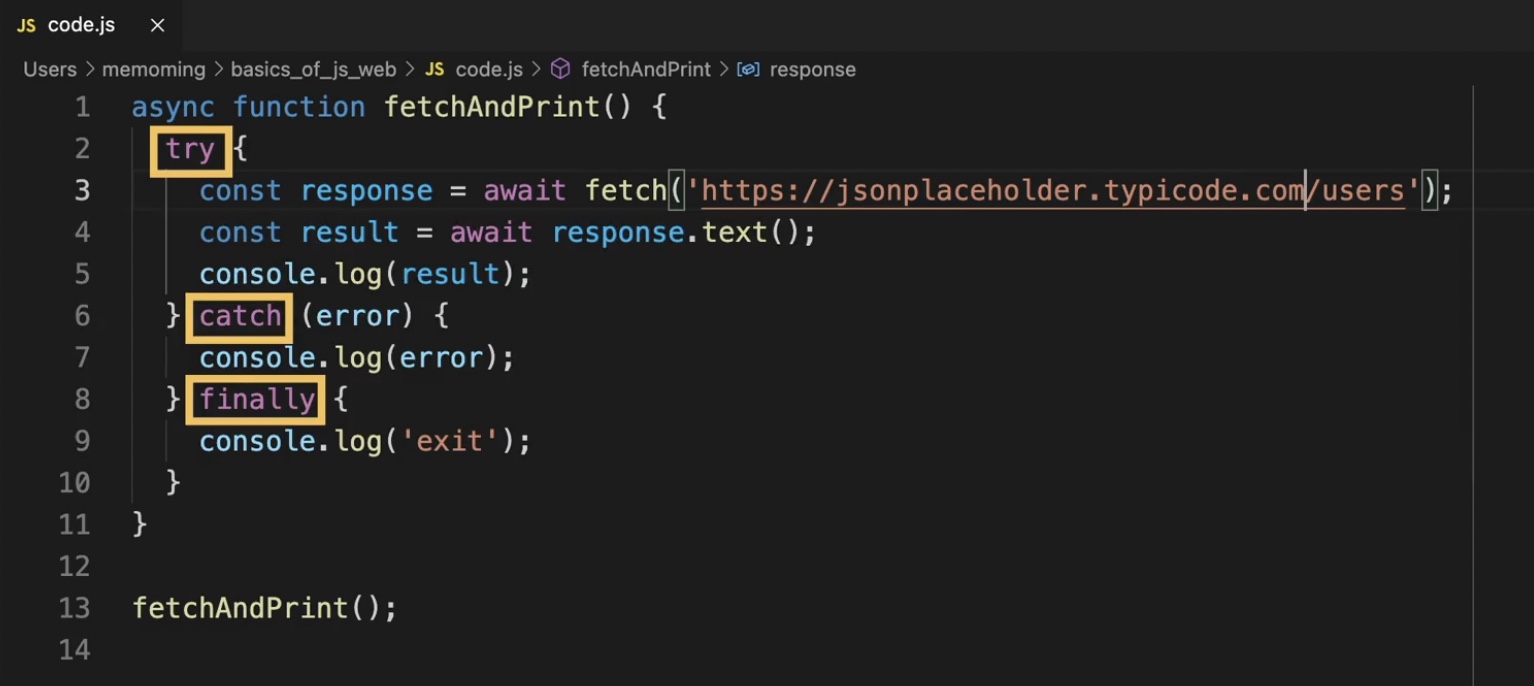 JS code.js ×
Users > memoming > basics_of_js_web > JS code.js > fetchAndPrint > response
1 async function fetchAndPrint() {
2   try {
3     const response = await fetch('https://jsonplaceholder.typicode.com/users');
4     const result = await response.text();
5     console.log(result);
6   } catch (error) {
7     console.log(error);
8   } finally {
9     console.log('exit');
10   }
11 }
12
13 fetchAndPrint();
14